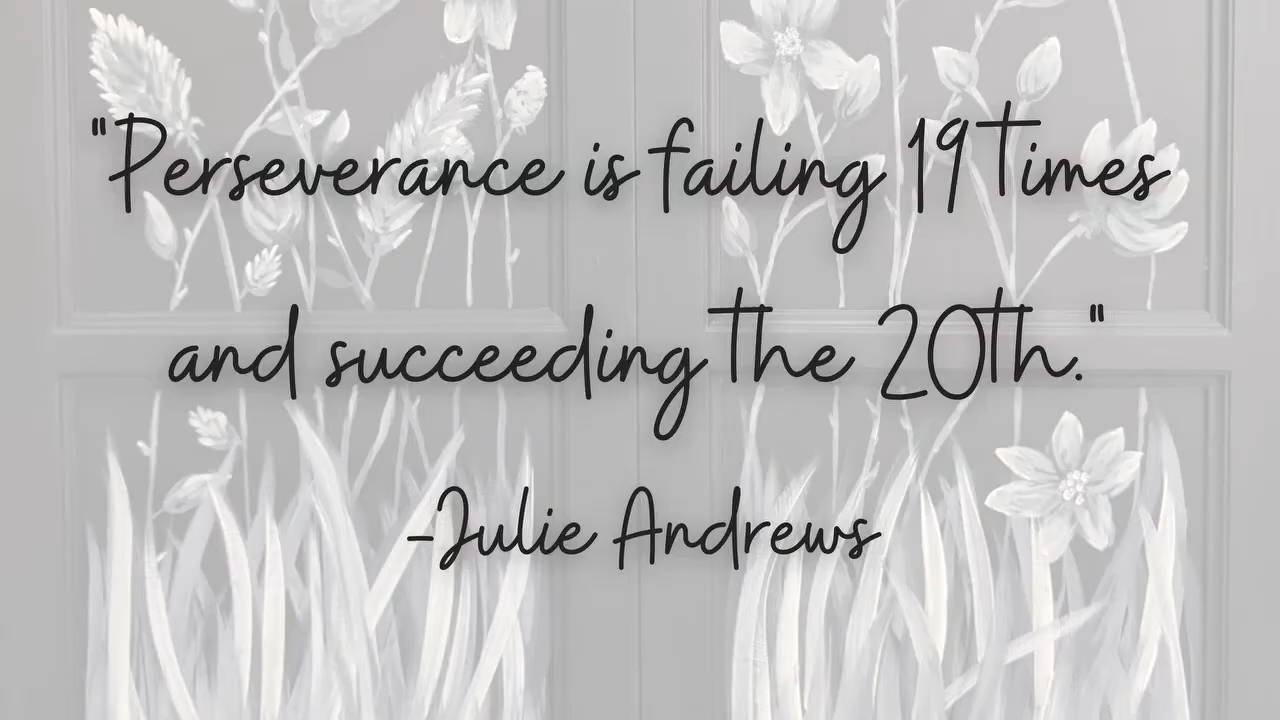 "Perseverance is failing 19 times
and succeeding the 20th."
-Julie Andrews